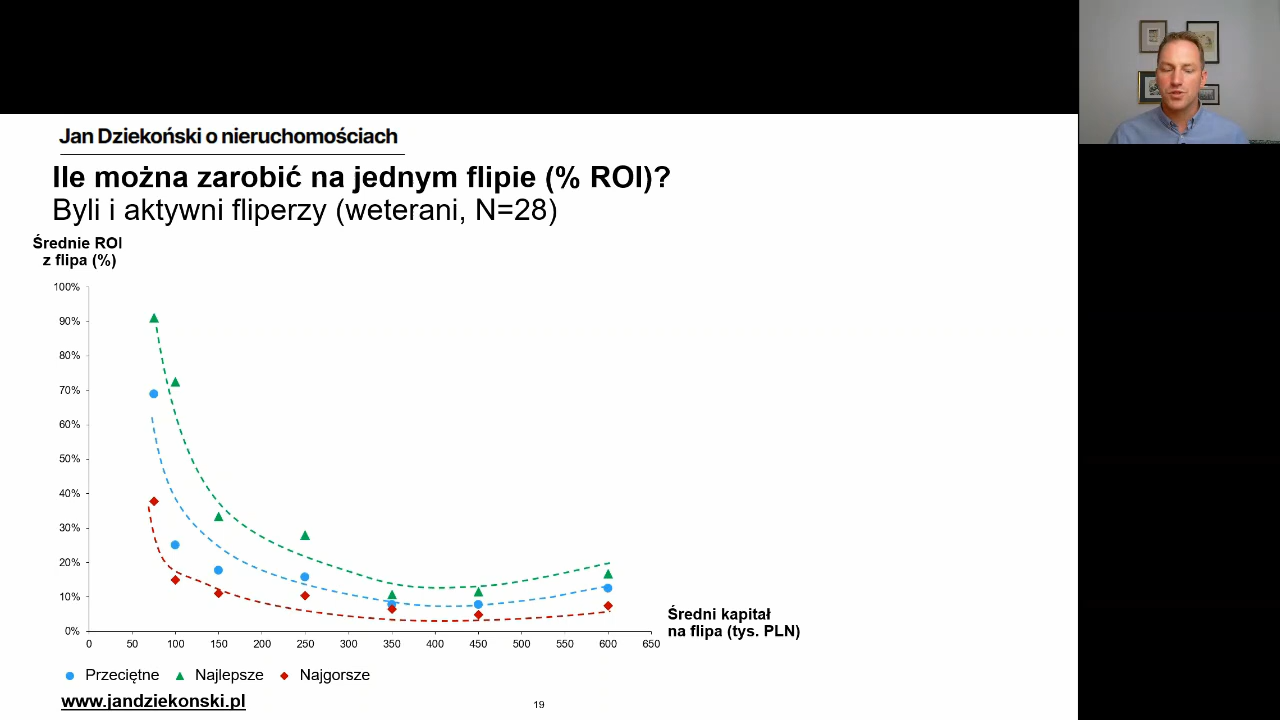 Jan Dziekoński o nieruchomościach
Ile można zarobić na jednym flipie (% ROI)?
Byli i aktywni fliperzy (weterani, N=28)
Średnie ROI
z flipa (%)
100%
90%
80%
70%
60%
50%
40%
30%
20%
10%
0%
0 50 100 150 200 250 300 350 400 450 500 550 600 650
Średni kapitał
na flipa (tys. PLN)
Przeciętne Najlepsze Najgorsze
www.jandziekonski.pl
19